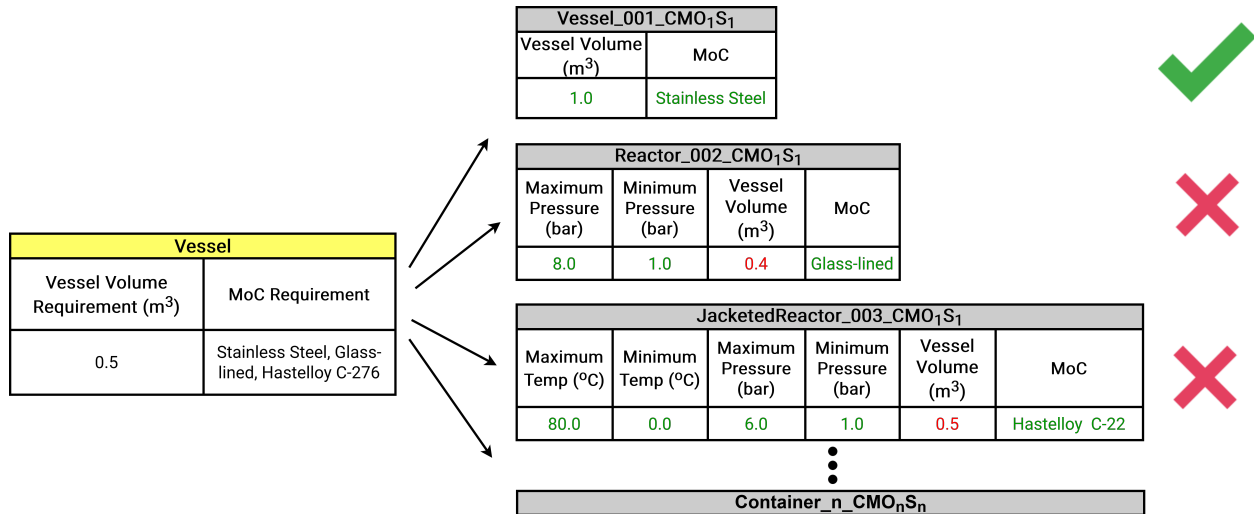 Vessel_001_CMO₁S₁
Vessel Volume
(m³)
MoC
1.0
Stainless Steel
Reactor_002_CMO₁S₁
Maximum
Pressure
(bar)
Minimum
Pressure
(bar)
Vessel
Volume
(m³)
MoC
8.0
1.0
0.4
Glass-lined
Vessel
Vessel Volume
Requirement (m³)
MoC Requirement
0.5
Stainless Steel, Glass-
lined, Hastelloy C-276
JacketedReactor_003_CMO₁S₁
Maximum
Temp (ºC)
Minimum
Temp (ºC)
Maximum
Pressure
(bar)
Minimum
Pressure
(bar)
Vessel
Volume
(m³)
MoC
80.0
0.0
6.0
1.0
0.5
Hastelloy C-22
Container_n_CMOₙSₙ